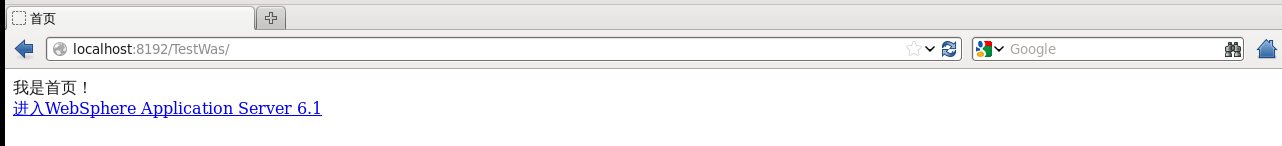 首页
localhost:8192/TestWas/
Google
我是首页！
进入WebSphere Application Server 6.1